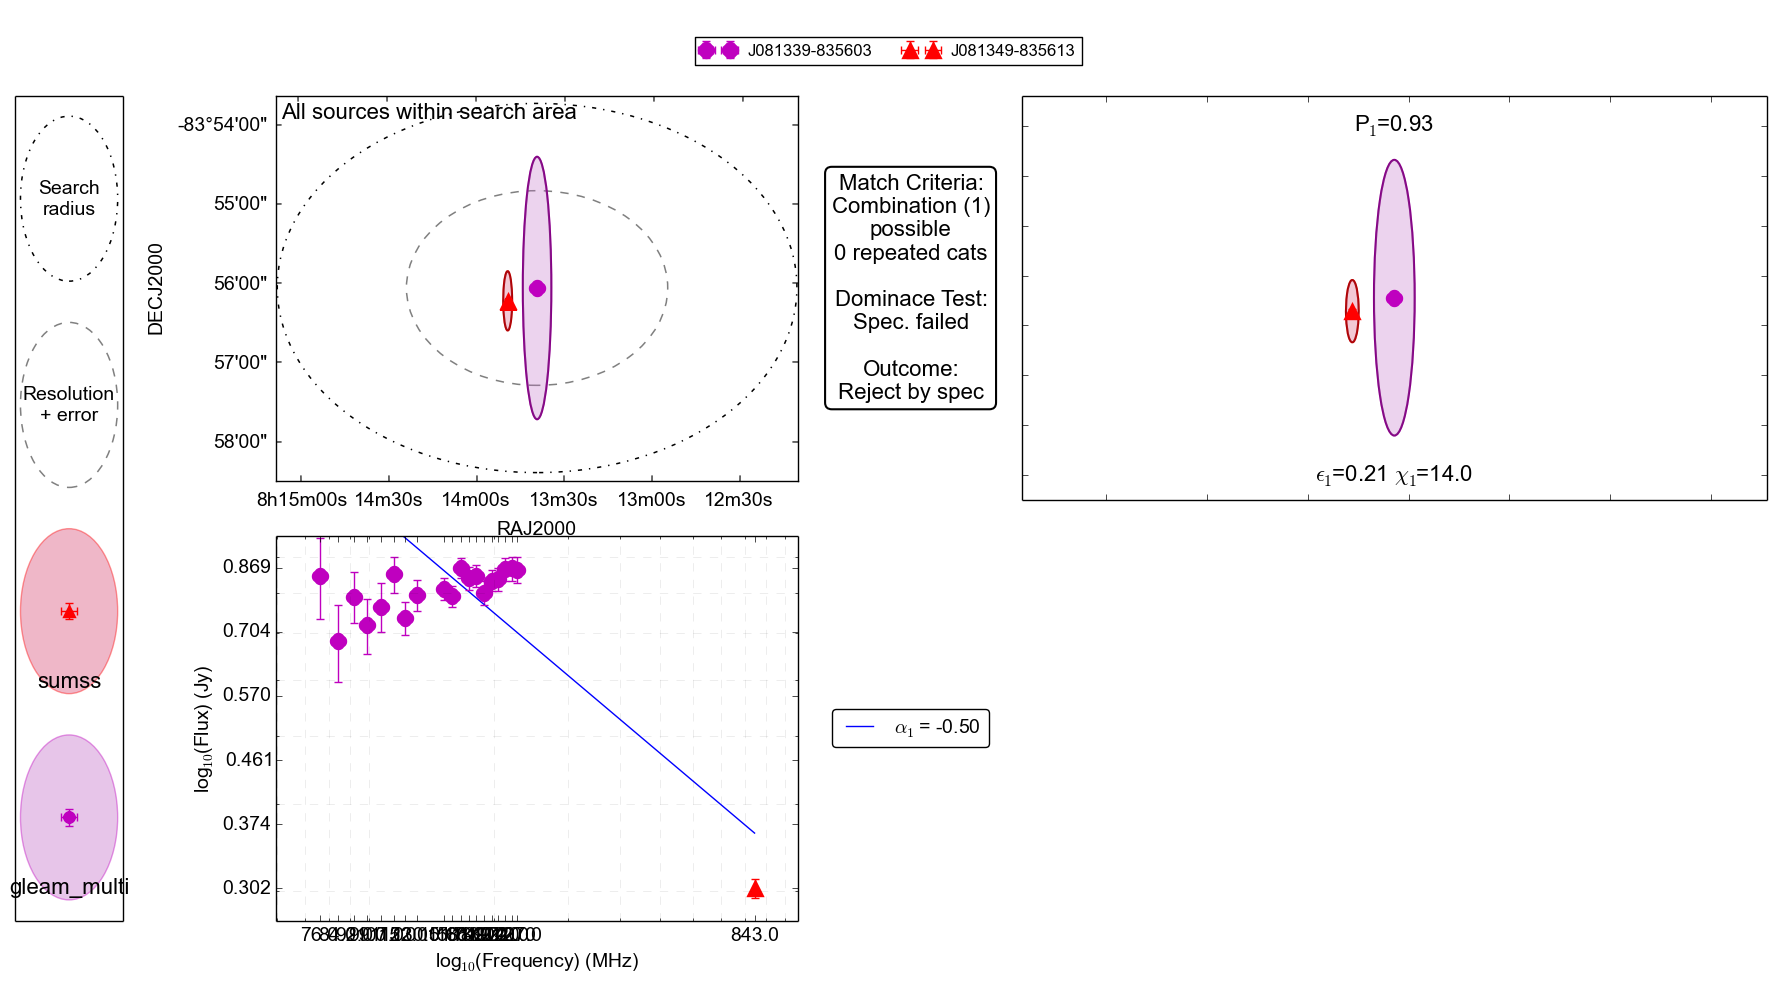 J081339-835603 J081349-835613
Search
radius
Resolution
+ error
sumss
gleam_multi
All sources within search area
DECJ2000
-83°54'00"
55'00"
56'00"
57'00"
58'00"
8h15m00s 14m30s 14m00s 13m30s 13m00s 12m30s
RAJ2000
Match Criteria:
Combination (1)
possible
0 repeated cats
Dominace Test:
Spec. failed
Outcome:
Reject by spec
P1=0.93
ϵ1=0.21 χ1=14.0
log10(Flux) (Jy)
0.869
0.704
0.570
0.461
0.374
0.302
843.0
log10(Frequency) (MHz)
α1 = -0.50